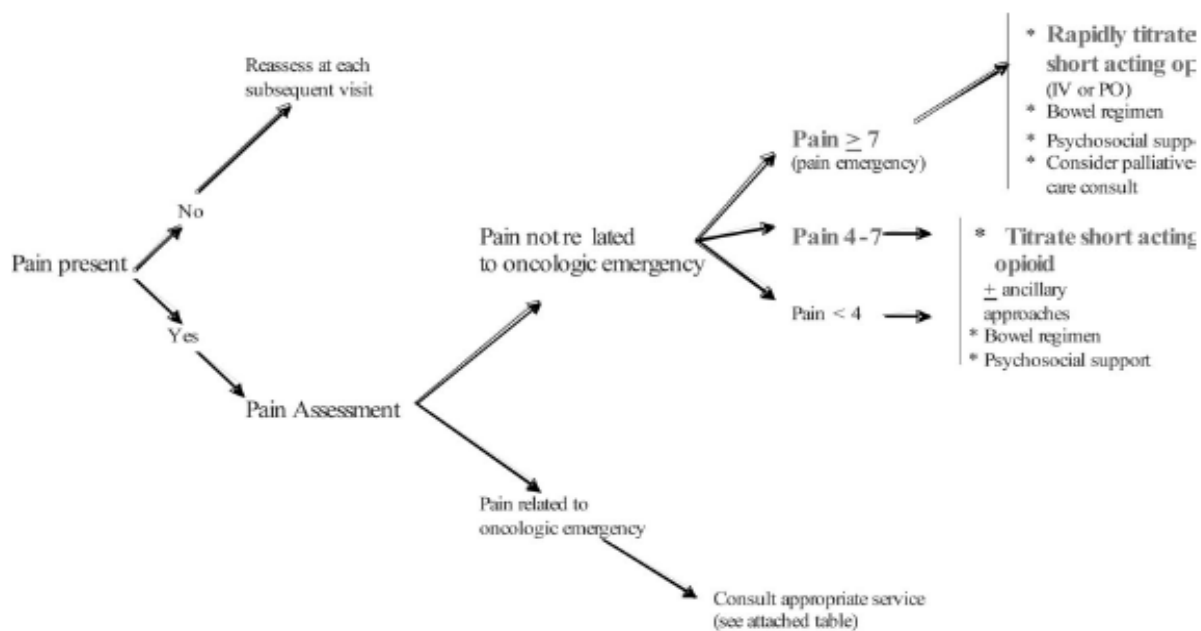 Reassess at each
subsequent visit
No
Pain present
Yes
Pain Assessment
Pain not re lated
to oncologic emergency
Pain related to
oncologic emergency
Consult appropriate service
(see attached table)
Pain ≥ 7
(pain emergency)
Pain 4-7
Pain < 4
* Rapidly titrate
short acting op
(IV or PO)
* Bowel regimen
* Psychosocial supp-
* Consider palliative-
care consult
* Titrate short acting
opioid
± ancillary
approaches
* Bowel regimen
* Psychosocial support